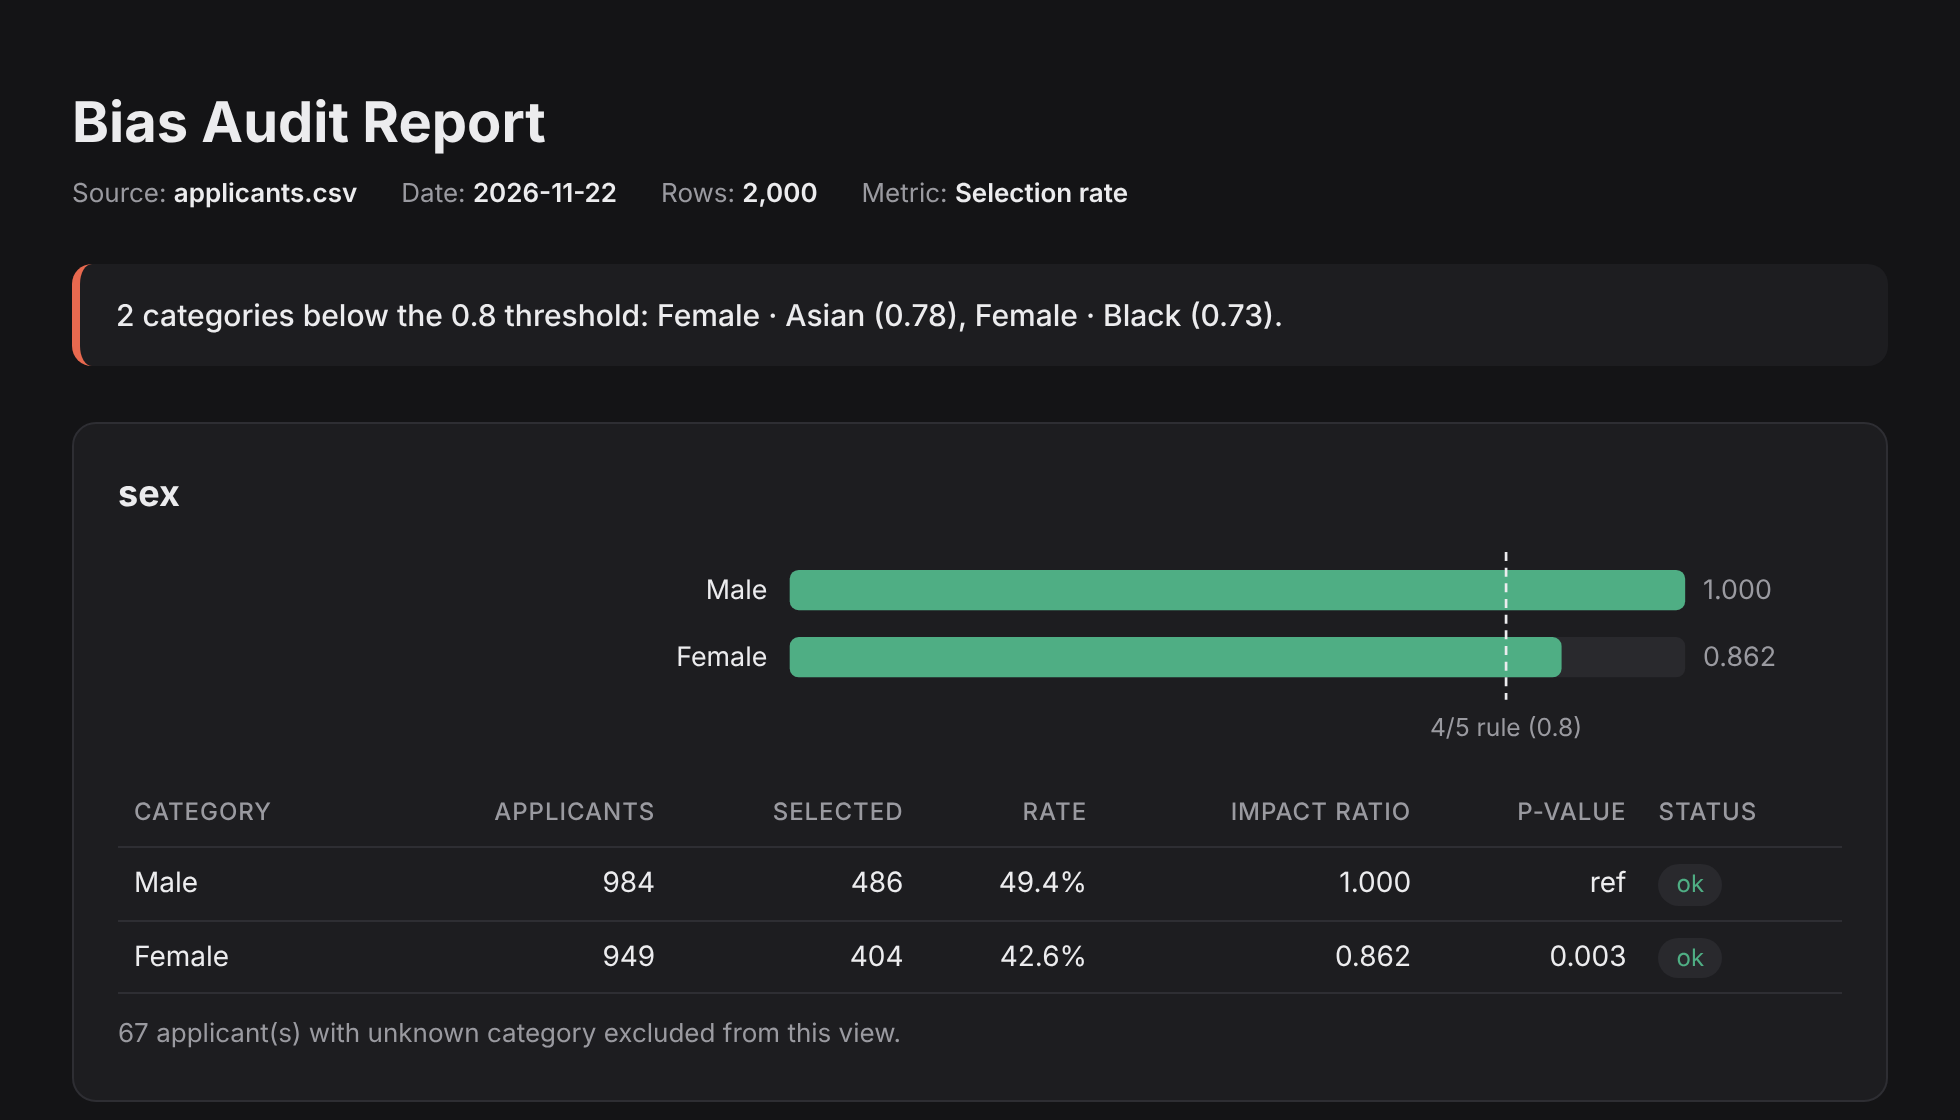 Bias Audit Report
Source: applicants.csv Date: 2026-11-22 Rows: 2,000 Metric: Selection rate
2 categories below the 0.8 threshold: Female · Asian (0.78), Female · Black (0.73).
sex
Male 1.000
Female 0.862
4/5 rule (0.8)
CATEGORY APPLICANTS SELECTED RATE IMPACT RATIO P-VALUE STATUS
Male 984 486 49.4% 1.000 ref ok
Female 949 404 42.6% 0.862 0.003 ok
67 applicant(s) with unknown category excluded from this view.